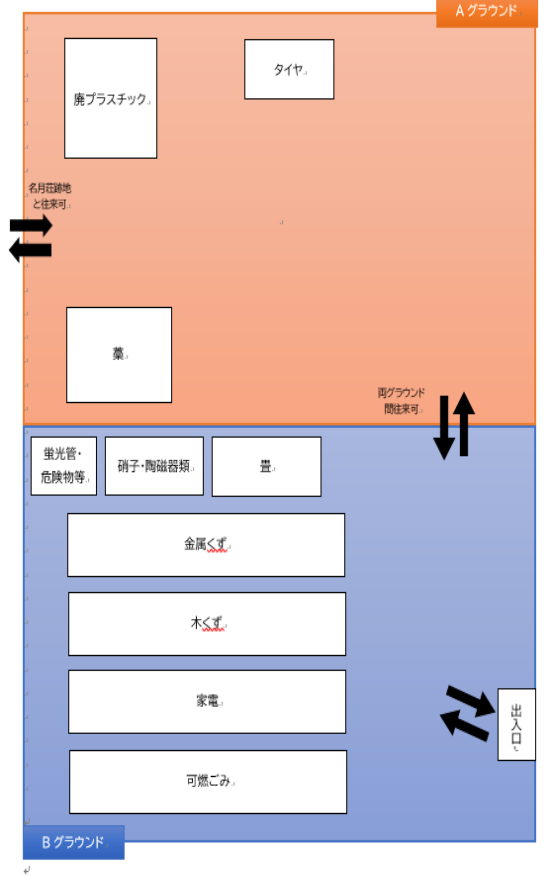 Aグラウンド
廃プラスチック
タイヤ
名月荘跡地
と往来可
藁
両グラウンド
間往来可
蛍光管・
危険物等
硝子・陶磁器類
畳
金属くず
木くず
家電
出入口
可燃ごみ
Bグラウンド